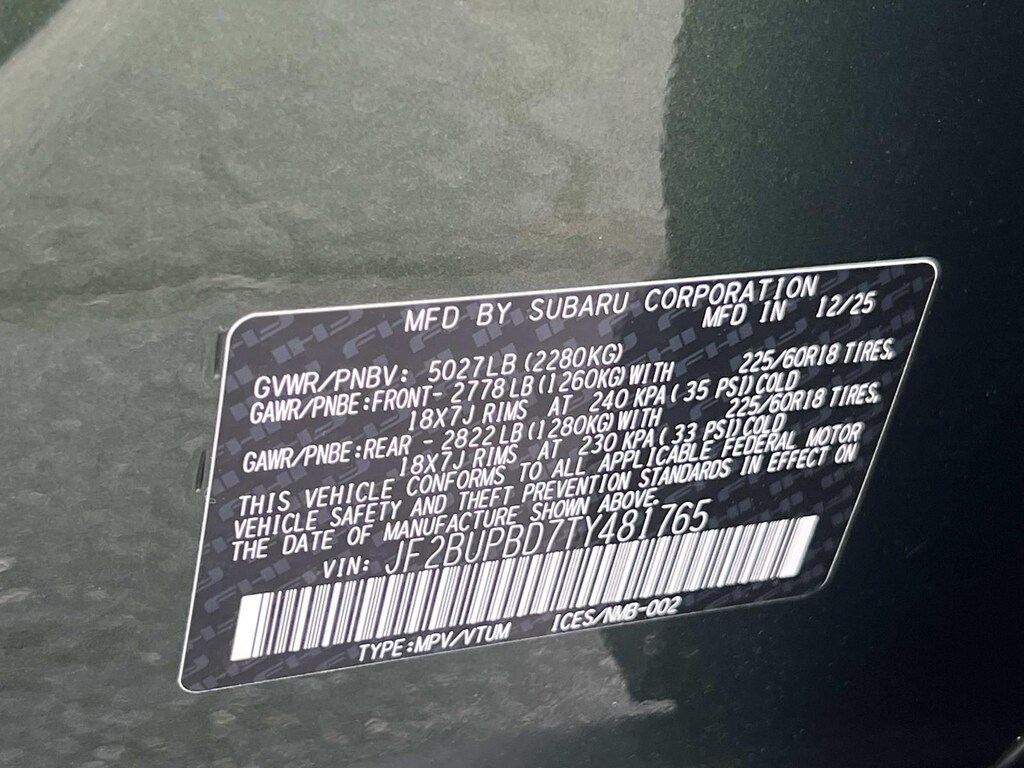 MFD BY SUBARU CORPORATION
MFD IN 12/25
GVWR/PNBV: 5027LB (2280KG)
GAWR/PNBE:FRONT- 2778LB(1260KG)WITH 225/60R18 TIRES,
18X7J RIMS AT 240 KPA( 35 PSI)COLD
GAWR/PNBE:REAR - 2822LB(1280KG)WITH 225/60R18 TIRES,
18X7J RIMS AT 230 KPA( 33 PSI)COLD
THIS VEHICLE CONFORMS TO ALL APPLICABLE FEDERAL MOTOR
VEHICLE SAFETY AND THEFT PREVENTION STANDARDS IN EFFECT ON
THE DATE OF MANUFACTURE SHOWN ABOVE.
VIN: JF2BUPBD7TY481765
TYPE:MPV/VTUM ICES/NMB-002